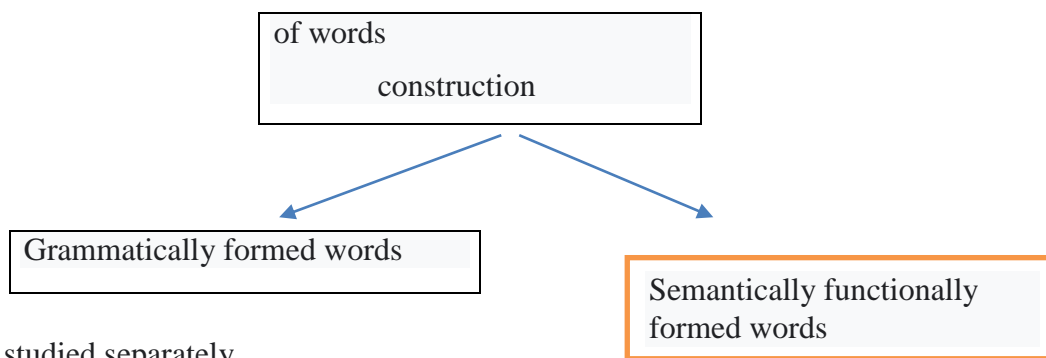 of words
construction
Grammatically formed words
Semantically functionally
formed words
studied separately